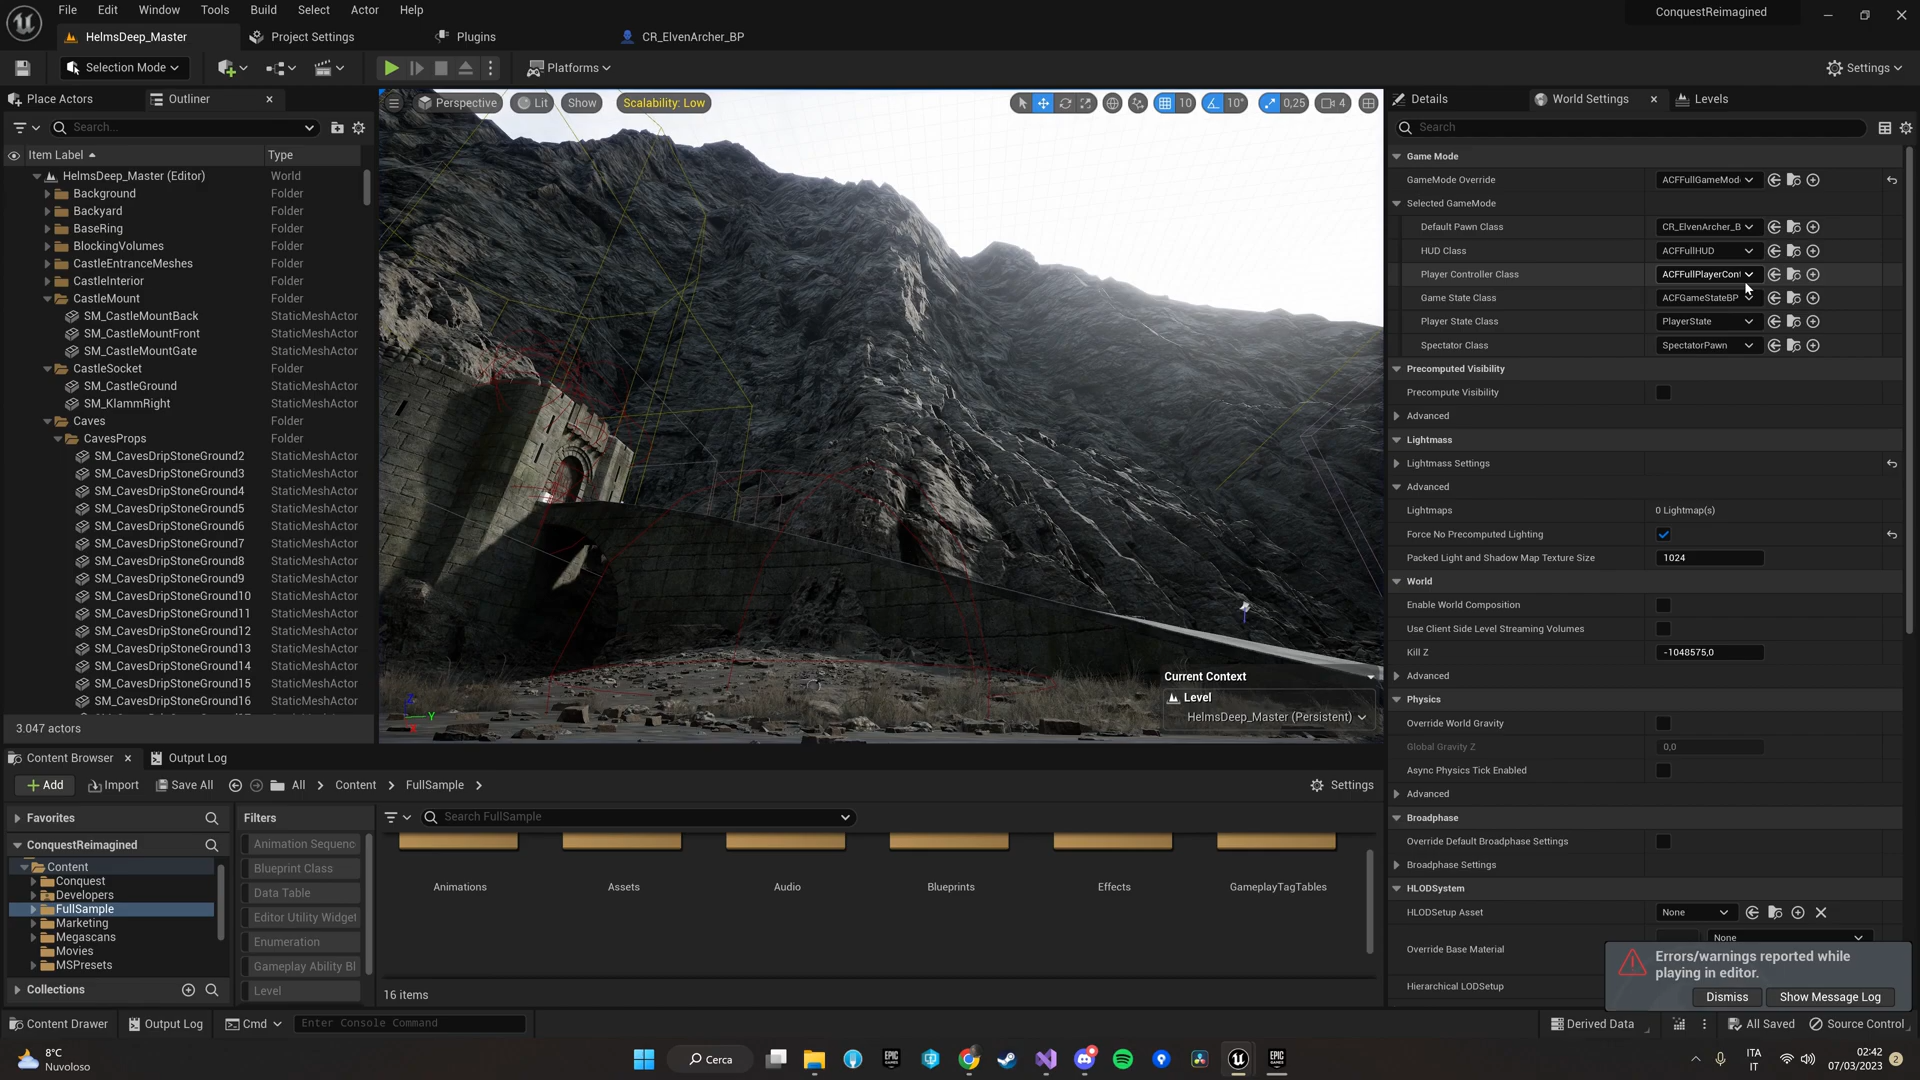 File Edit Window Tools Build Select Actor Help
ConquestReimagined
HelmsDeep_Master
Project Settings
Plugins
CR_ElvenArcher_BP
Selection Mode
Platforms
Settings
Place Actors
Outliner
Search...
Item Label
Type
HelmsDeep_Master (Editor) World
Background Folder
Backyard Folder
BaseRing Folder
BlockingVolumes Folder
CastleEntranceMeshes Folder
CastleInterior Folder
CastleMount Folder
SM_CastleMountBack StaticMeshActor
SM_CastleMountFront StaticMeshActor
SM_CastleMountGate StaticMeshActor
CastleSocket Folder
SM_CastleGround StaticMeshActor
SM_KlammRight StaticMeshActor
Caves Folder
CavesProps Folder
SM_CavesDripStoneGround2 StaticMeshActor
SM_CavesDripStoneGround3 StaticMeshActor
SM_CavesDripStoneGround4 StaticMeshActor
SM_CavesDripStoneGround5 StaticMeshActor
SM_CavesDripStoneGround6 StaticMeshActor
SM_CavesDripStoneGround7 StaticMeshActor
SM_CavesDripStoneGround8 StaticMeshActor
SM_CavesDripStoneGround9 StaticMeshActor
SM_CavesDripStoneGround10 StaticMeshActor
SM_CavesDripStoneGround11 StaticMeshActor
SM_CavesDripStoneGround12 StaticMeshActor
SM_CavesDripStoneGround13 StaticMeshActor
SM_CavesDripStoneGround14 StaticMeshActor
SM_CavesDripStoneGround15 StaticMeshActor
SM_CavesDripStoneGround16 StaticMeshActor
3.047 actors
Perspective
Lit
Show
Scalability: Low
10
10°
0,25
4
Y
Current Context
Level
HelmsDeep_Master (Persistent)
Details
World Settings
Levels
Search
Game Mode
GameMode Override ACFFullGameMod
Selected GameMode
Default Pawn Class CR_ElvenArcher_B
HUD Class ACFFullHUD
Player Controller Class ACFFullPlayerCont
Game State Class ACFGameStateBP
Player State Class PlayerState
Spectator Class SpectatorPawn
Precomputed Visibility
Precompute Visibility
Advanced
Lightmass
Lightmass Settings
Advanced
Lightmaps 0 Lightmap(s)
Force No Precomputed Lighting
Packed Light and Shadow Map Texture Size 1024
World
Enable World Composition
Use Client Side Level Streaming Volumes
Kill Z -1048575,0
Advanced
Physics
Override World Gravity
Global Gravity Z 0,0
Async Physics Tick Enabled
Advanced
Broadphase
Override Default Broadphase Settings
Broadphase Settings
HLODSystem
HLODSetup Asset None
Override Base Material None
Hierarchical LODSetup
Errors/warnings reported while
playing in editor.
Dismiss
Show Message Log
Content Browser
Output Log
Add
Import
Save All
All > Content > FullSample >
Settings
Favorites
ConquestReimagined
Content
Conquest
Developers
FullSample
Marketing
Megascans
Movies
MSPresets
Collections
Filters
Animation Sequenc
Blueprint Class
Data Table
Editor Utility Widget
Enumeration
Gameplay Ability Bl
Level
Search FullSample
Animations
Assets
Audio
Blueprints
Effects
GameplayTagTables
16 items
Content Drawer
Output Log
Cmd
Enter Console Command
Derived Data
All Saved
Source Control
8°C
Nuvoloso
Cerca
EPIC
GAMES
EPIC
GAMES
ITA
IT
02:42
07/03/2023
2